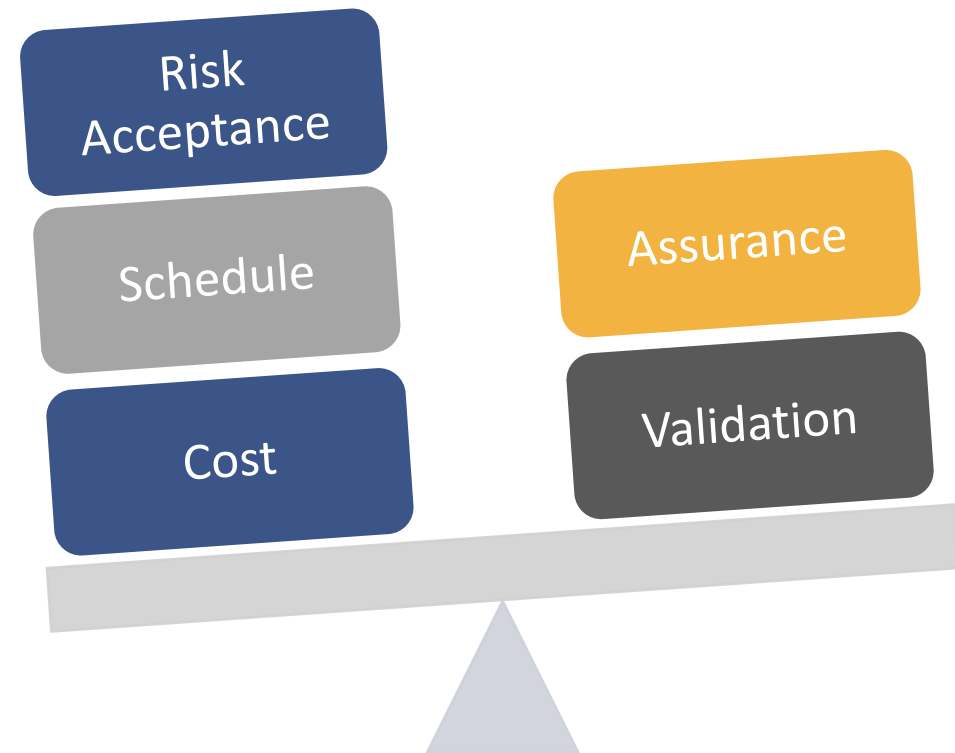 Risk
Acceptance
Schedule
Cost
Assurance
Validation